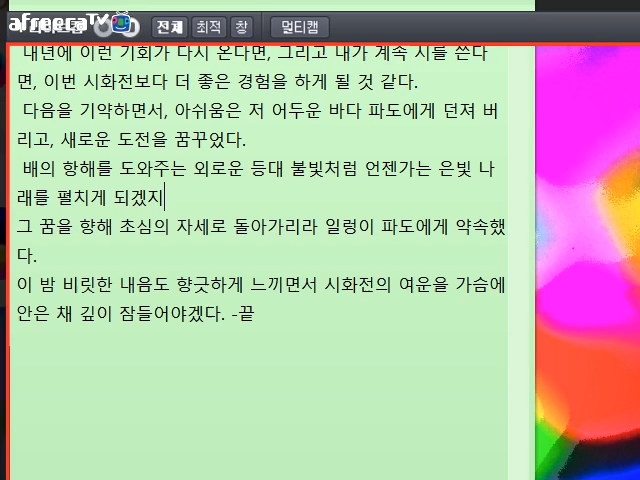 afreecaTV
전체 최적 창 멀티캠
내년에 이런 기회가 다시 온다면, 그리고 내가 계속 시를 쓴다
면, 이번 시화전보다 더 좋은 경험을 하게 될 것 같다.
다음을 기약하면서, 아쉬움은 저 어두운 바다 파도에게 던져 버
리고, 새로운 도전을 꿈꾸었다.
배의 항해를 도와주는 외로운 등대 불빛처럼 언젠가는 은빛 나
래를 펼치게 되겠지
그 꿈을 향해 초심의 자세로 돌아가리라 일렁이 파도에게 약속했
다.
이 밤 비릿한 내음도 향긋하게 느끼면서 시화전의 여운을 가슴에
안은 채 깊이 잠들어야겠다. -끝